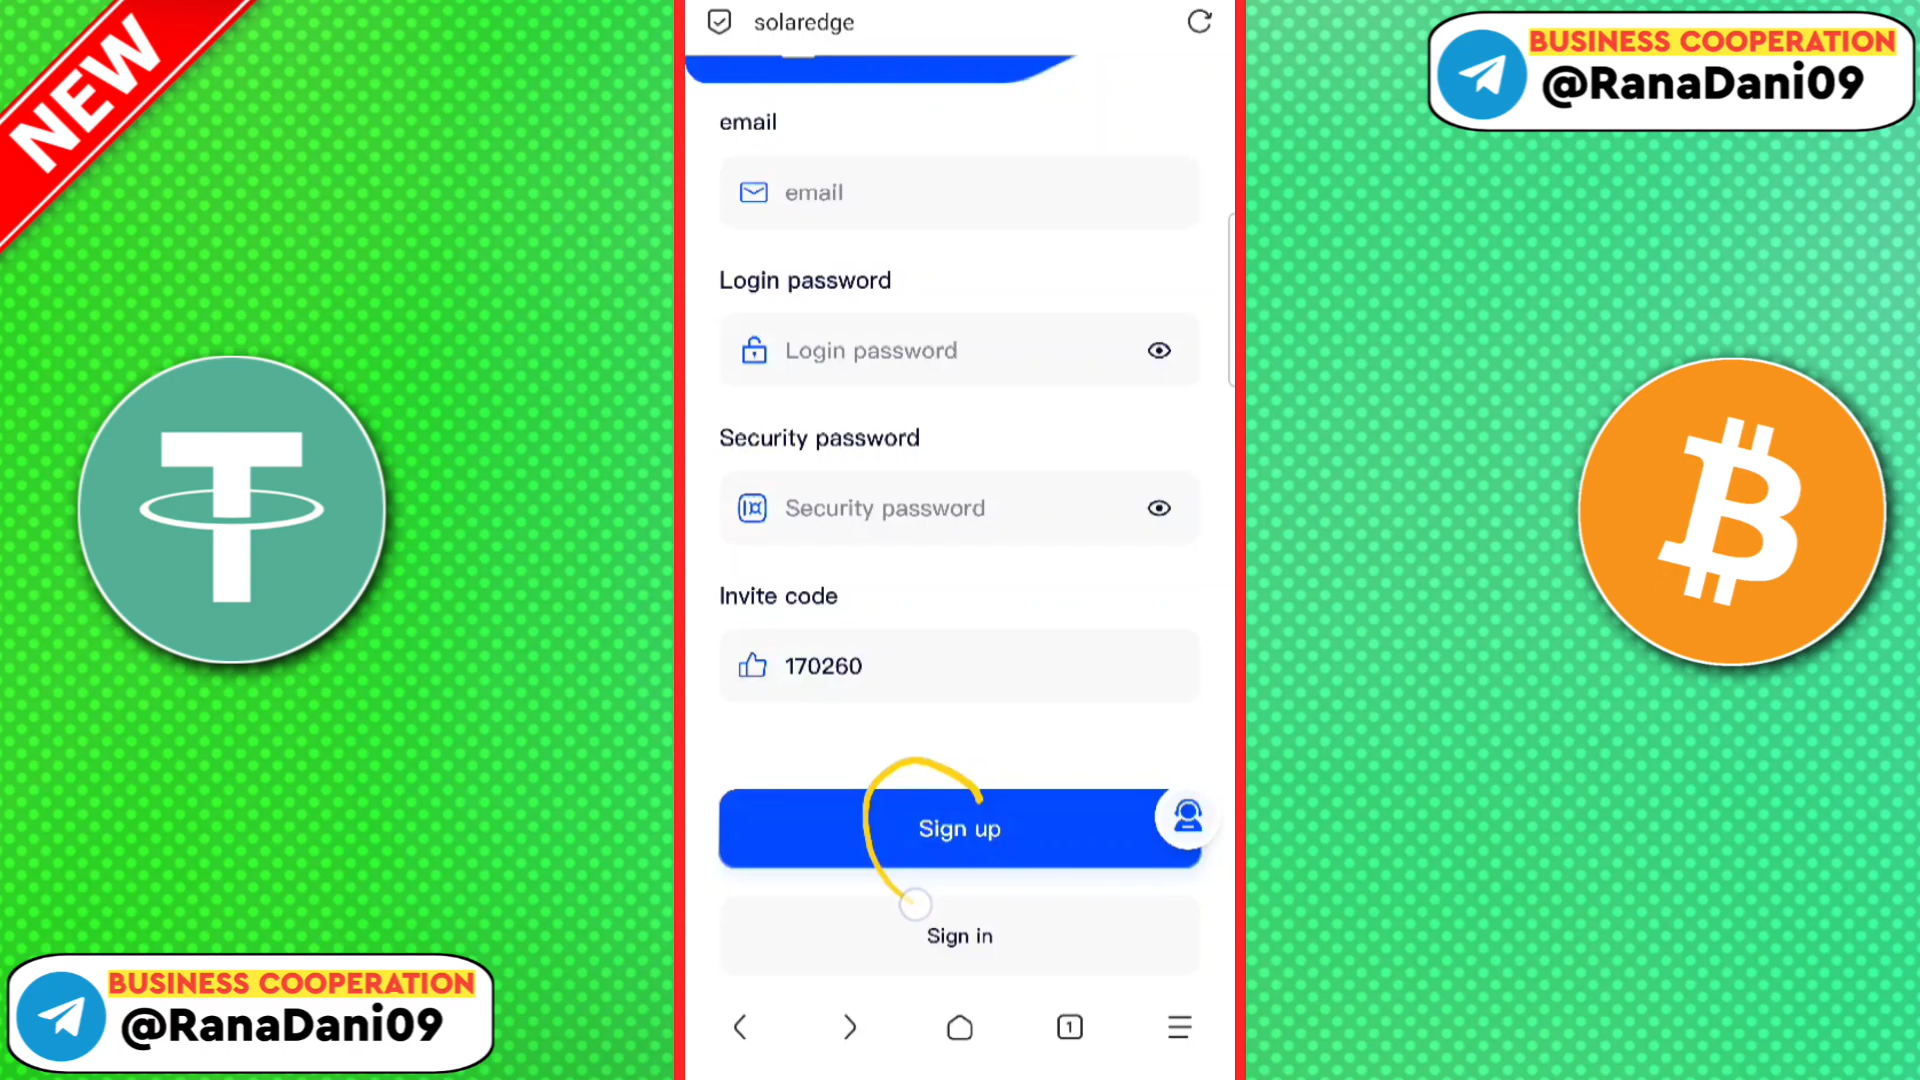 NEW
solaredge
BUSINESS COOPERATION
@RanaDani09
email
email
Login password
Login password
Security password
Security password
Invite code
170260
Sign up
Sign in
BUSINESS COOPERATION
@RanaDani09
1